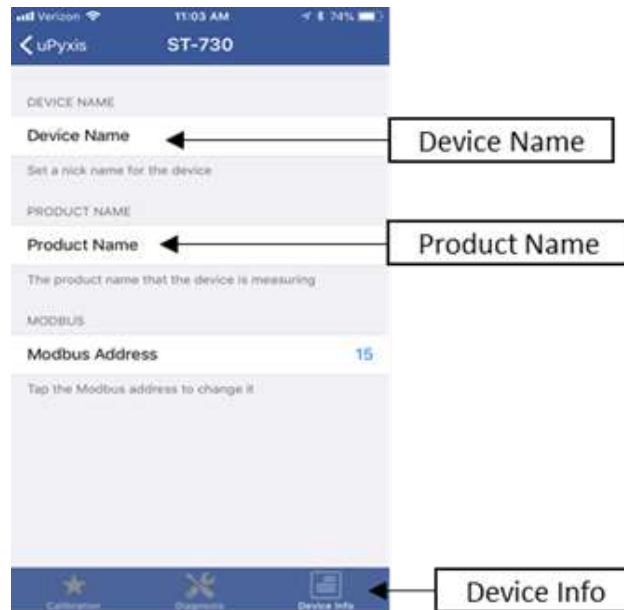 Verizon 11:03 AM 74%
uPyxis ST-730
DEVICE NAME
Device Name
Device Name
Set a nick name for the device
PRODUCT NAME
Product Name
Product Name
The product name that the device is measuring
MODBUS
Modbus Address 15
Tap the Modbus address to change it
Calibration Diagnosis Device Info
Device Info